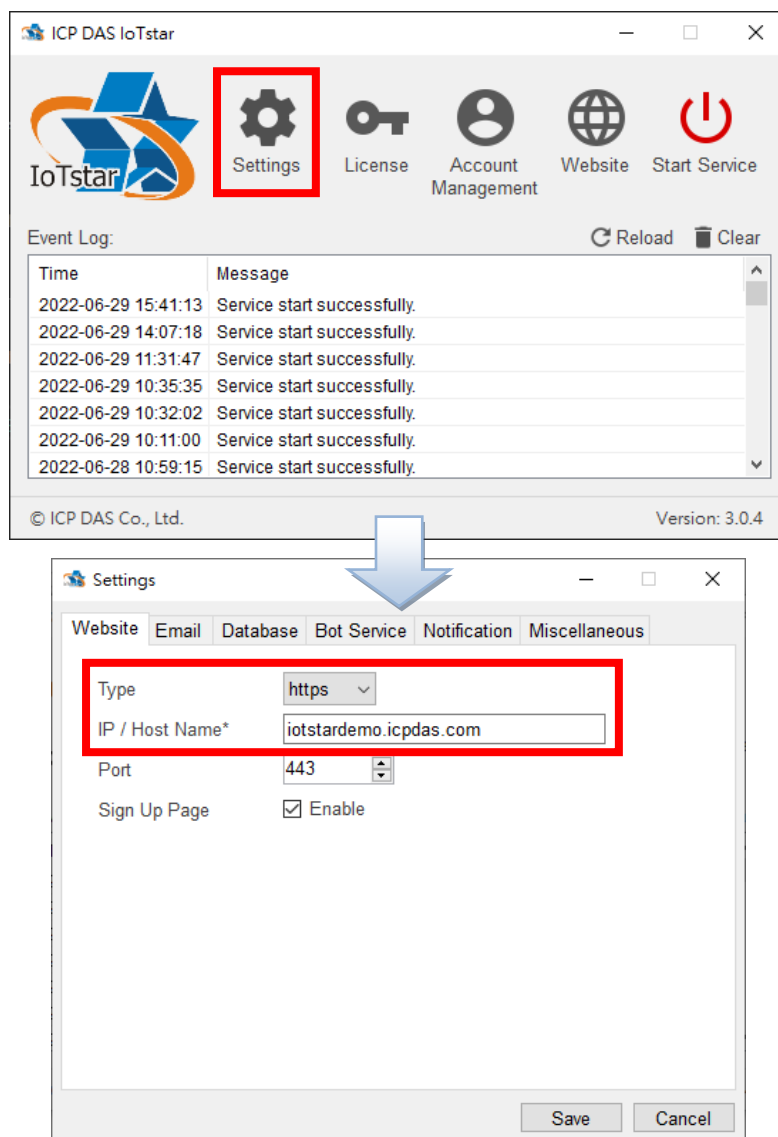 ICP DAS IoTstar
IoTstar
Settings
License
Account
Management
Website
Start Service
Event Log:
Reload
Clear
Time Message
2022-06-29 15:41:13 Service start successfully.
2022-06-29 14:07:18 Service start successfully.
2022-06-29 11:31:47 Service start successfully.
2022-06-29 10:35:35 Service start successfully.
2022-06-29 10:32:02 Service start successfully.
2022-06-29 10:11:00 Service start successfully.
2022-06-28 10:59:15 Service start successfully.
© ICP DAS Co., Ltd. Version: 3.0.4
Settings
Website Email Database Bot Service Notification Miscellaneous
Type https
IP / Host Name* iotstardemo.icpdas.com
Port 443
Sign Up Page Enable
Save Cancel